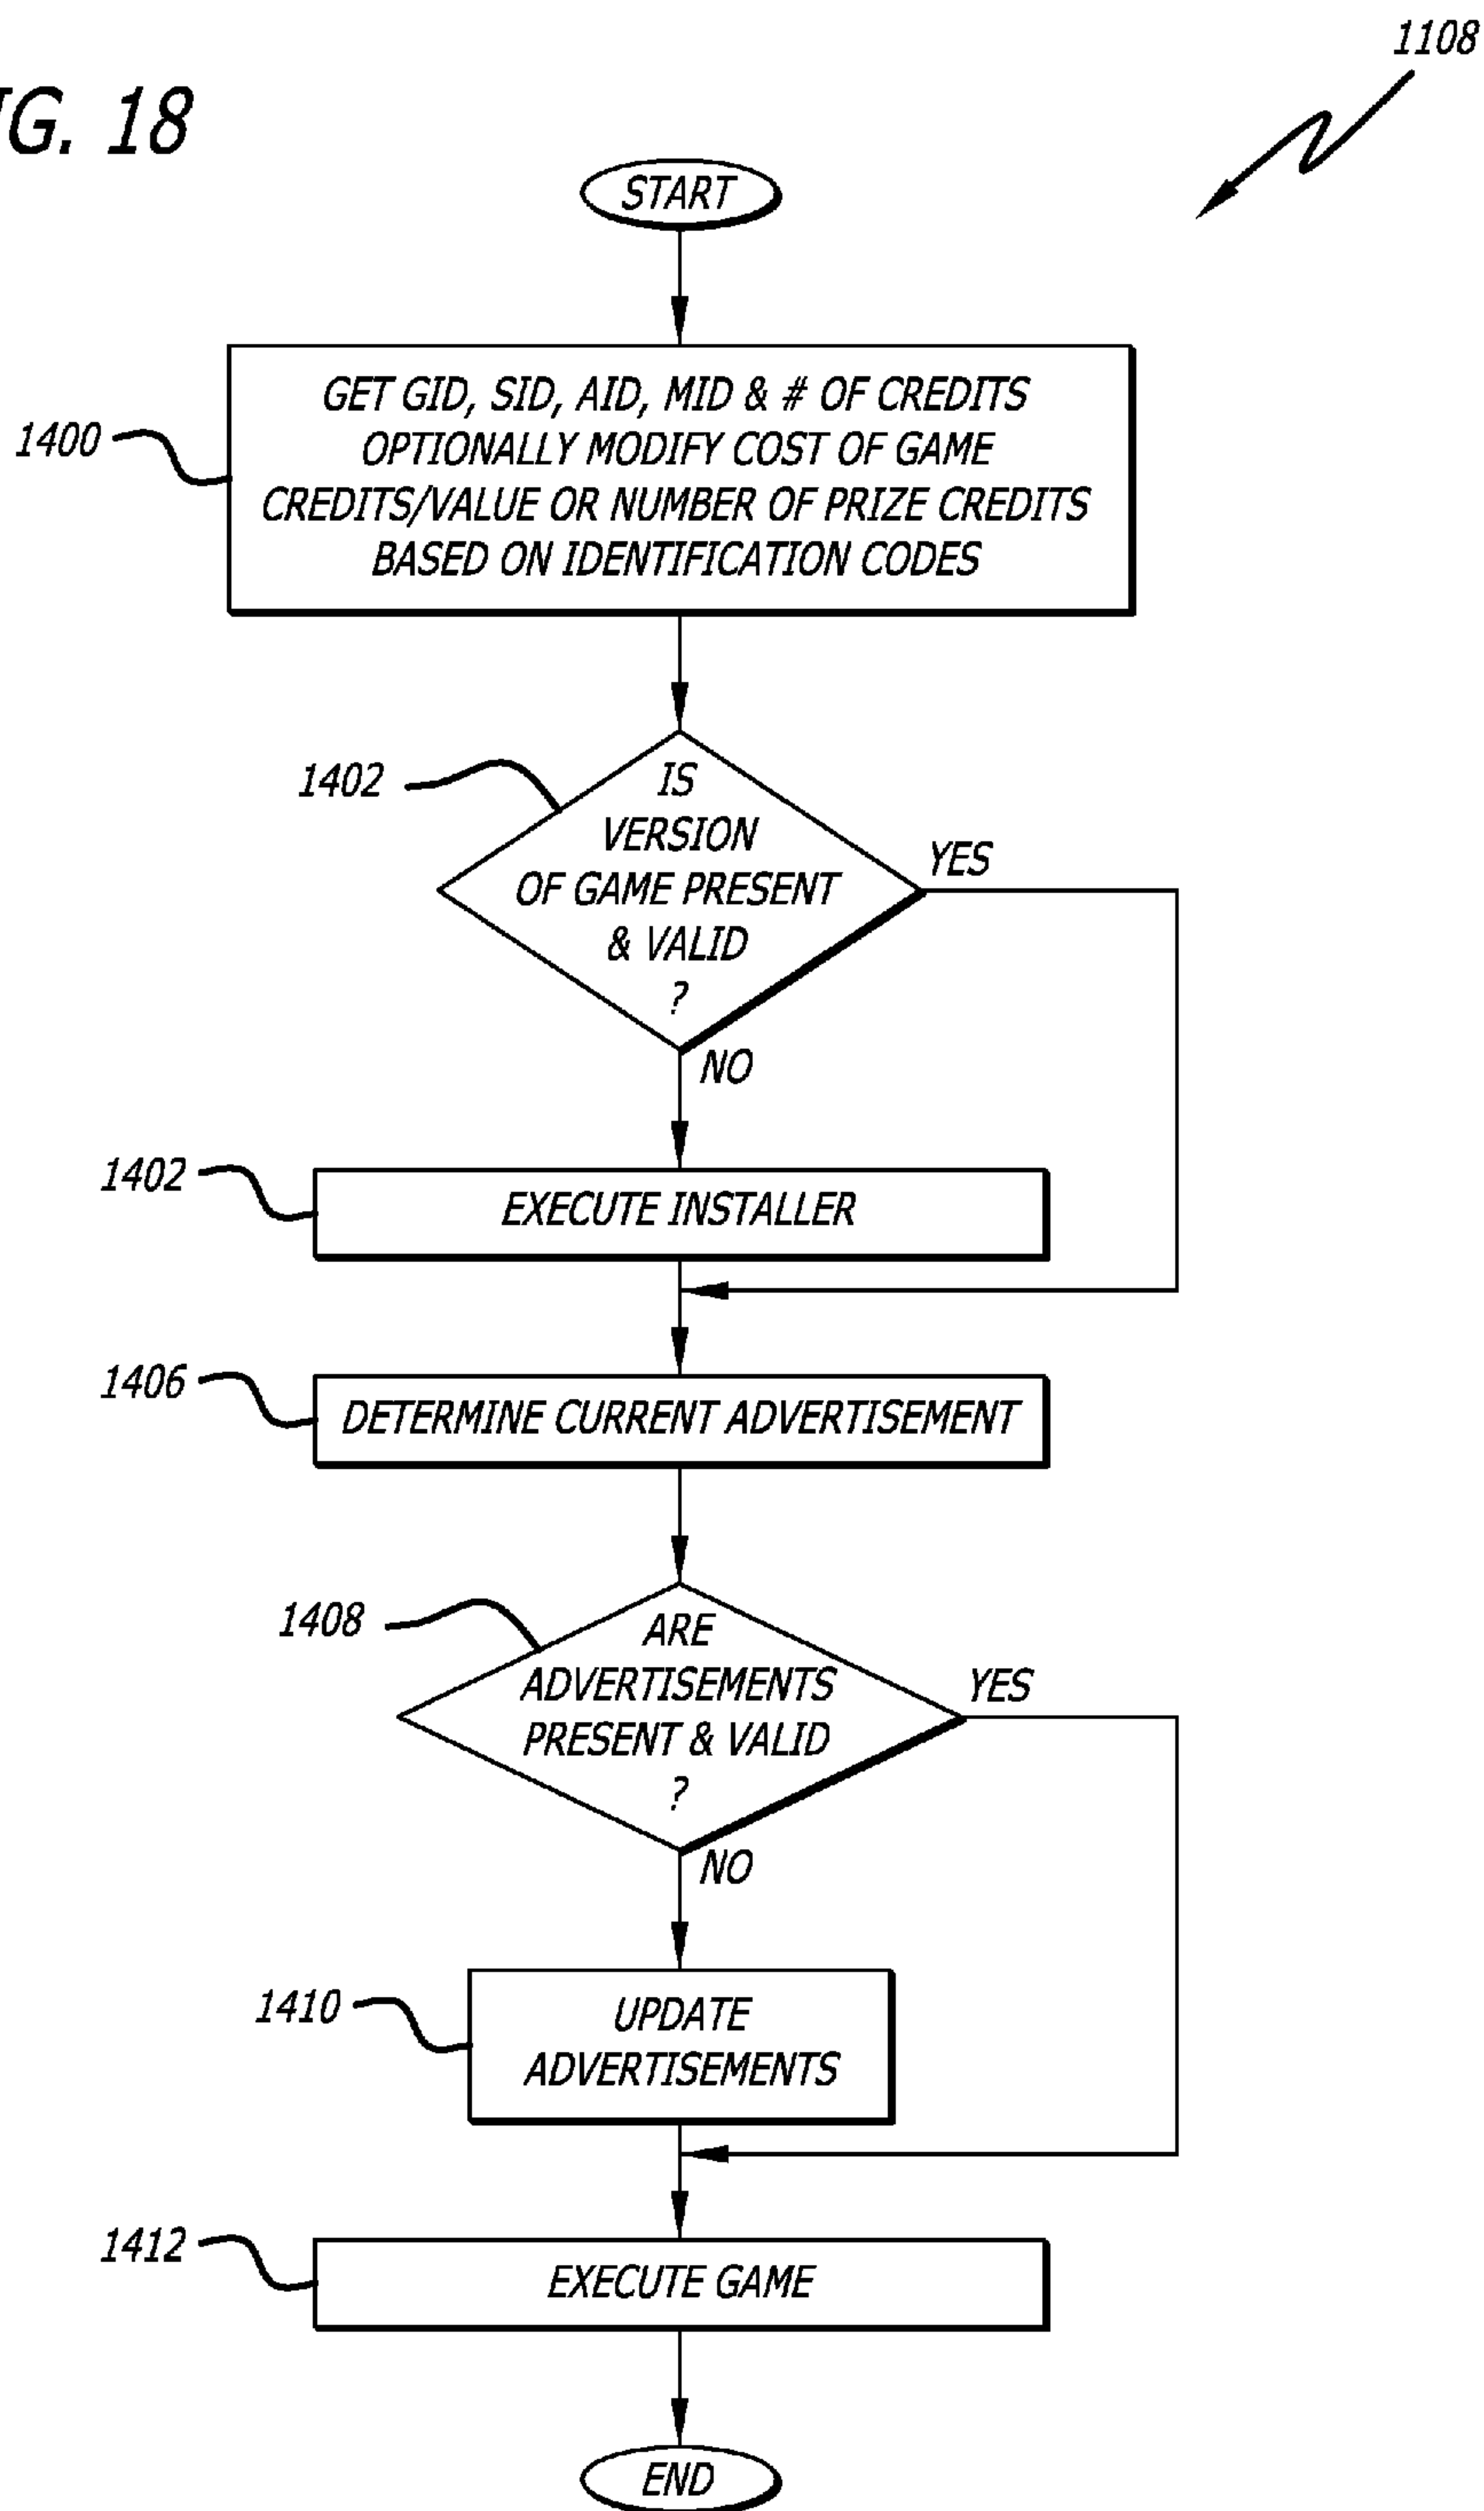 1108
G. 18
START
1400
GET GID, SID, AID, MID & # OF CREDITS
OPTIONALLY MODIFY COST OF GAME
CREDITS/VALUE OR NUMBER OF PRIZE CREDITS
BASED ON IDENTIFICATION CODES
1402
IS
VERSION
OF GAME PRESENT
& VALID
?
YES
NO
1402
EXECUTE INSTALLER
1406
DETERMINE CURRENT ADVERTISEMENT
1408
ARE
ADVERTISEMENTS
PRESENT & VALID
?
YES
NO
1410
UPDATE
ADVERTISEMENTS
1412
EXECUTE GAME
END